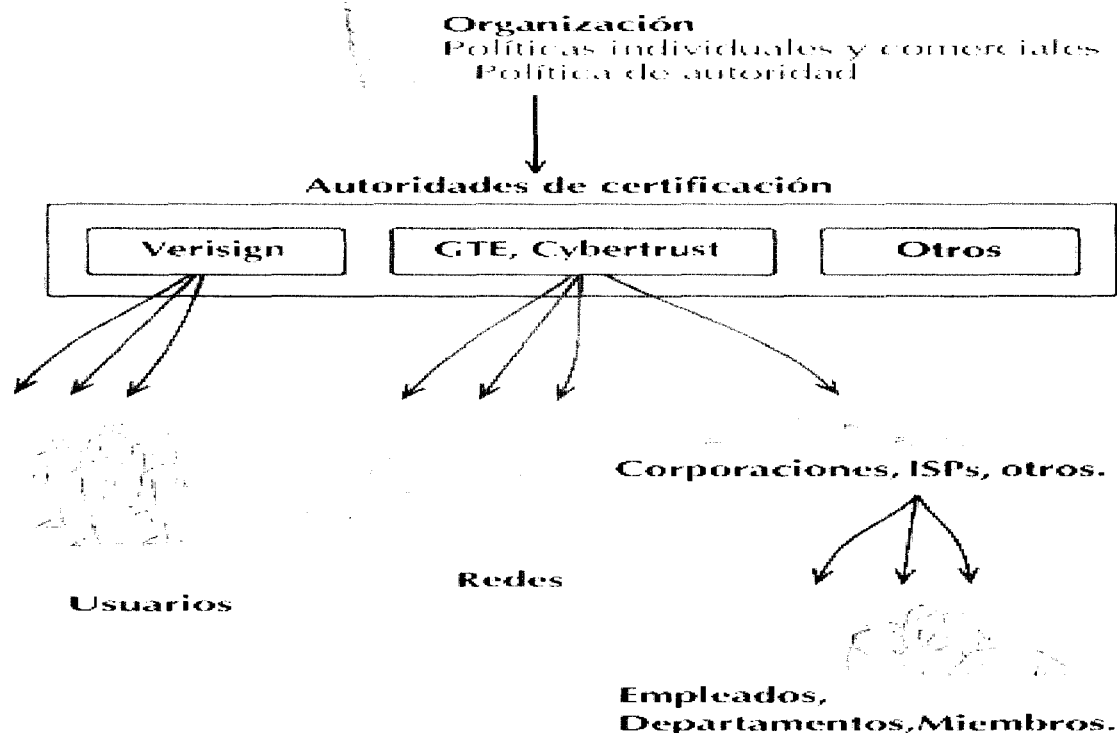 Organización
Políticas individuales y comerciales
Política de autoridad
Autoridades de certificación
Verisign
GTE, Cybertrust
Otros
Corporaciones, ISPs, otros.
Redes
Usuarios
Empleados,
Departamentos, Miembros.